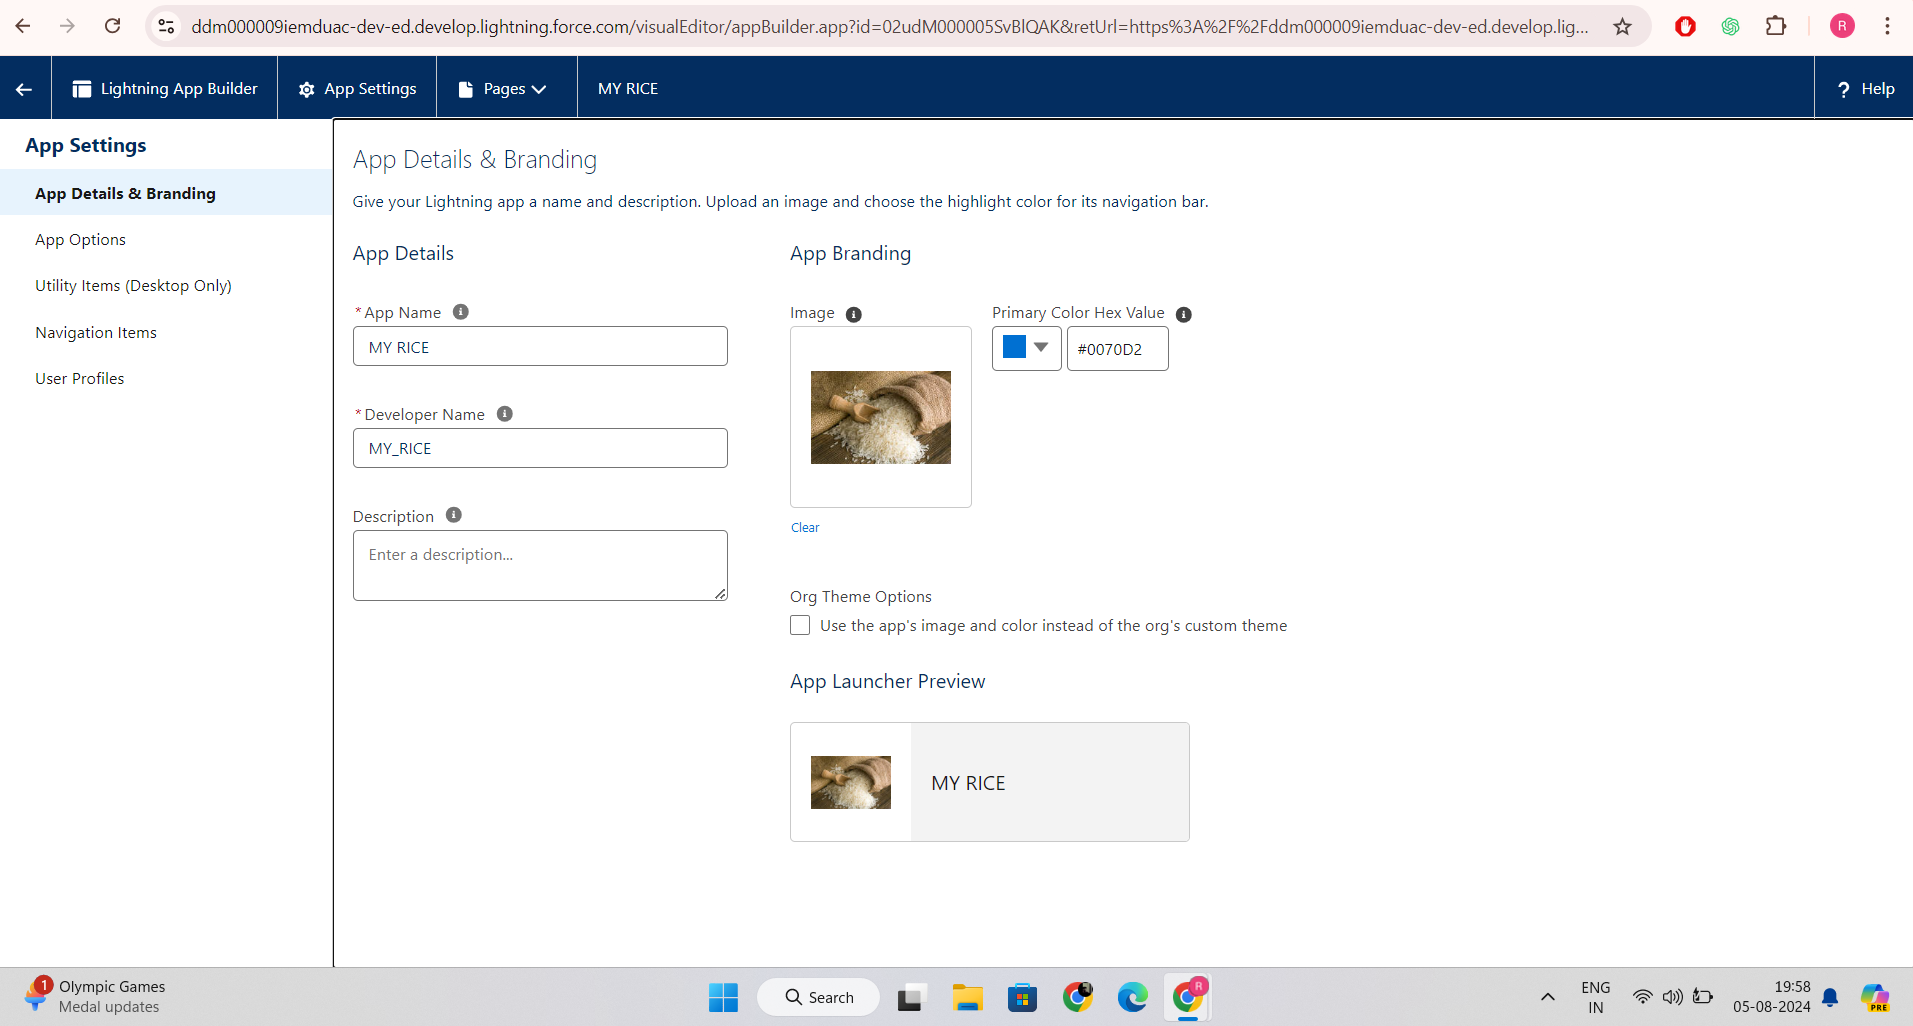 ddm000009iemduac-dev-ed.develop.lightning.force.com/visualEditor/appBuilder.app?id=02udM000005SvBlQAK&retUrl=https%3A%2F%2Fddm000009iemduac-dev-ed.develop.lig...
R
Lightning App Builder
App Settings
Pages
MY RICE
? Help
App Settings
App Details & Branding
App Options
Utility Items (Desktop Only)
Navigation Items
User Profiles
App Details & Branding
Give your Lightning app a name and description. Upload an image and choose the highlight color for its navigation bar.
App Details
*App Name
MY RICE
*Developer Name
MY_RICE
Description
Enter a description...
App Branding
Image
Primary Color Hex Value
#0070D2
Clear
Org Theme Options
Use the app's image and color instead of the org's custom theme
App Launcher Preview
MY RICE
1
Olympic Games
Medal updates
Search
R
ENG
IN
19:58
05-08-2024
PRE